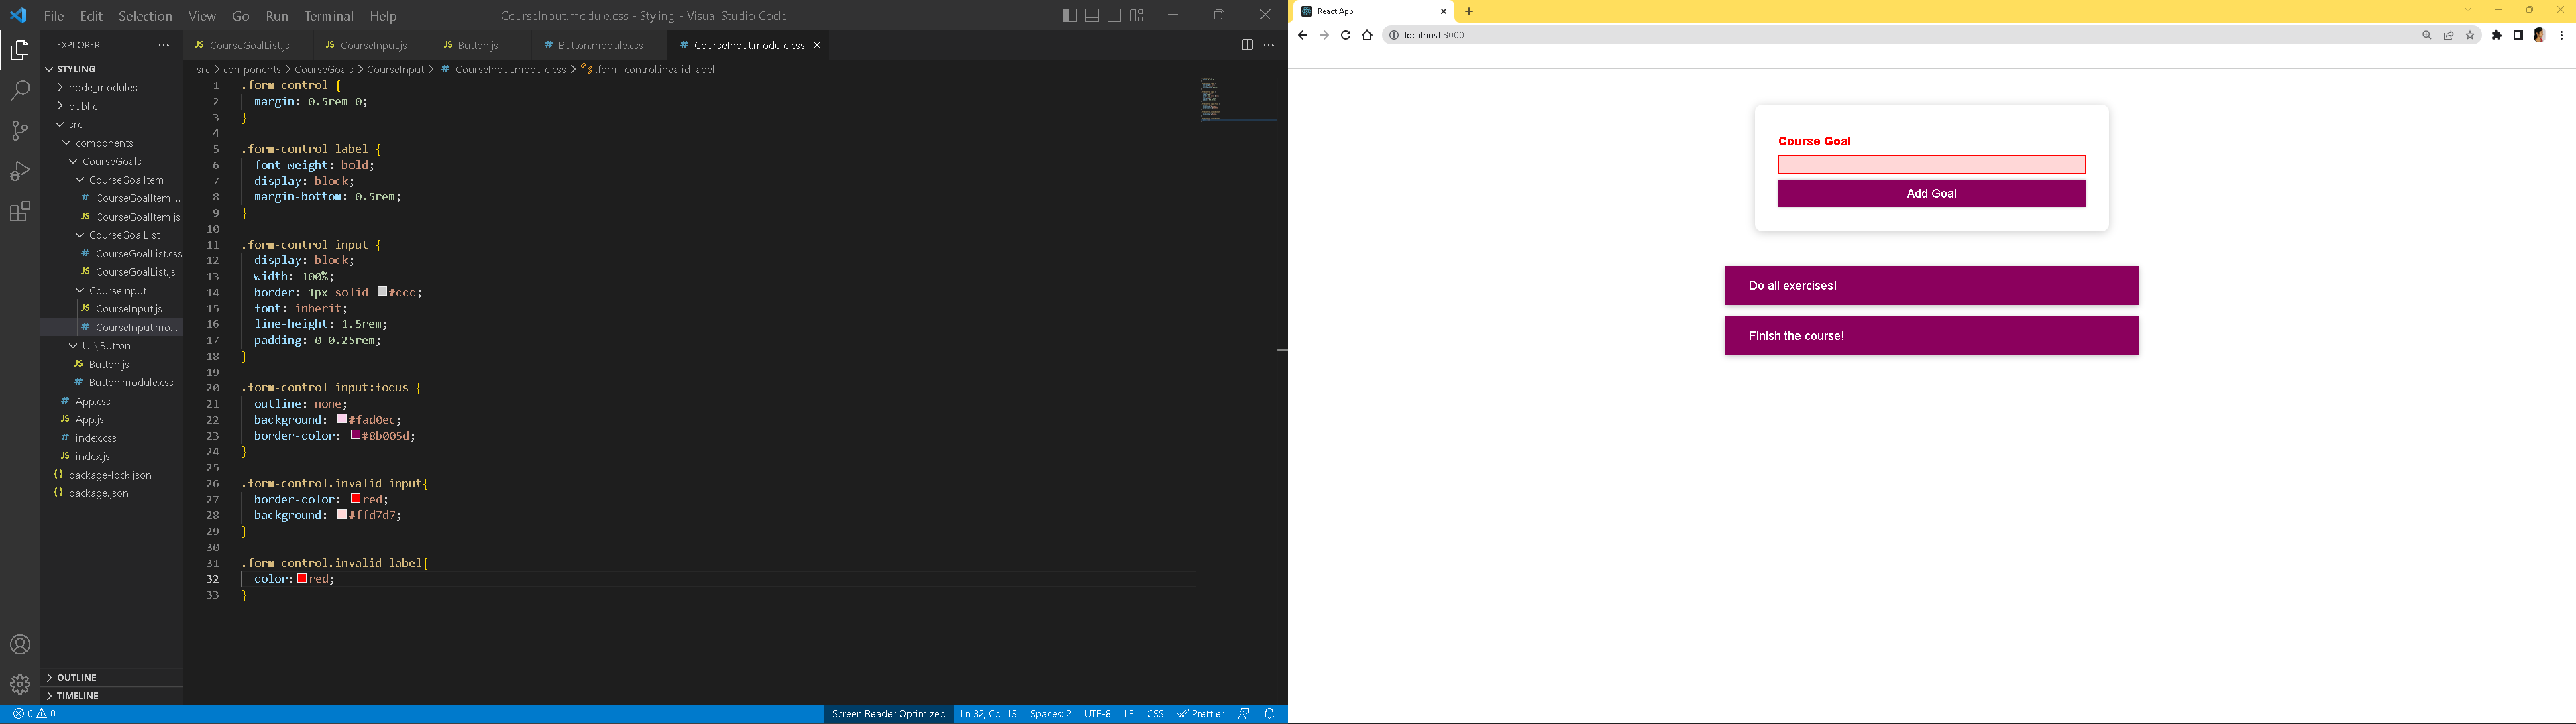 File Edit Selection View Go Run Terminal Help
CourseInput.module.css - Styling - Visual Studio Code
EXPLORER
STYLING
node_modules
public
src
components
CourseGoals
CourseGoalItem
# CourseGoalItem....
JS CourseGoalItem.js
CourseGoalList
# CourseGoalList.css
JS CourseGoalList.js
CourseInput
JS CourseInput.js
# CourseInput.mo...
UI \ Button
JS Button.js
# Button.module.css
# App.css
JS App.js
# index.css
JS index.js
{} package-lock.json
{} package.json
OUTLINE
TIMELINE
JS CourseGoalList.js JS CourseInput.js JS Button.js # Button.module.css # CourseInput.module.css
src > components > CourseGoals > CourseInput > # CourseInput.module.css > .form-control.invalid label
1 .form-control {
2 margin: 0.5rem 0;
3 }
4
5 .form-control label {
6 font-weight: bold;
7 display: block;
8 margin-bottom: 0.5rem;
9 }
10
11 .form-control input {
12 display: block;
13 width: 100%;
14 border: 1px solid #ccc;
15 font: inherit;
16 line-height: 1.5rem;
17 padding: 0 0.25rem;
18 }
19
20 .form-control input:focus {
21 outline: none;
22 background: #fad0ec;
23 border-color: #8b005d;
24 }
25
26 .form-control.invalid input{
27 border-color: red;
28 background: #ffd7d7;
29 }
30
31 .form-control.invalid label{
32 color:red;
33 }
0 0
Screen Reader Optimized Ln 32, Col 13 Spaces: 2 UTF-8 LF CSS Prettier
React App
localhost:3000
Course Goal
Add Goal
Do all exercises!
Finish the course!